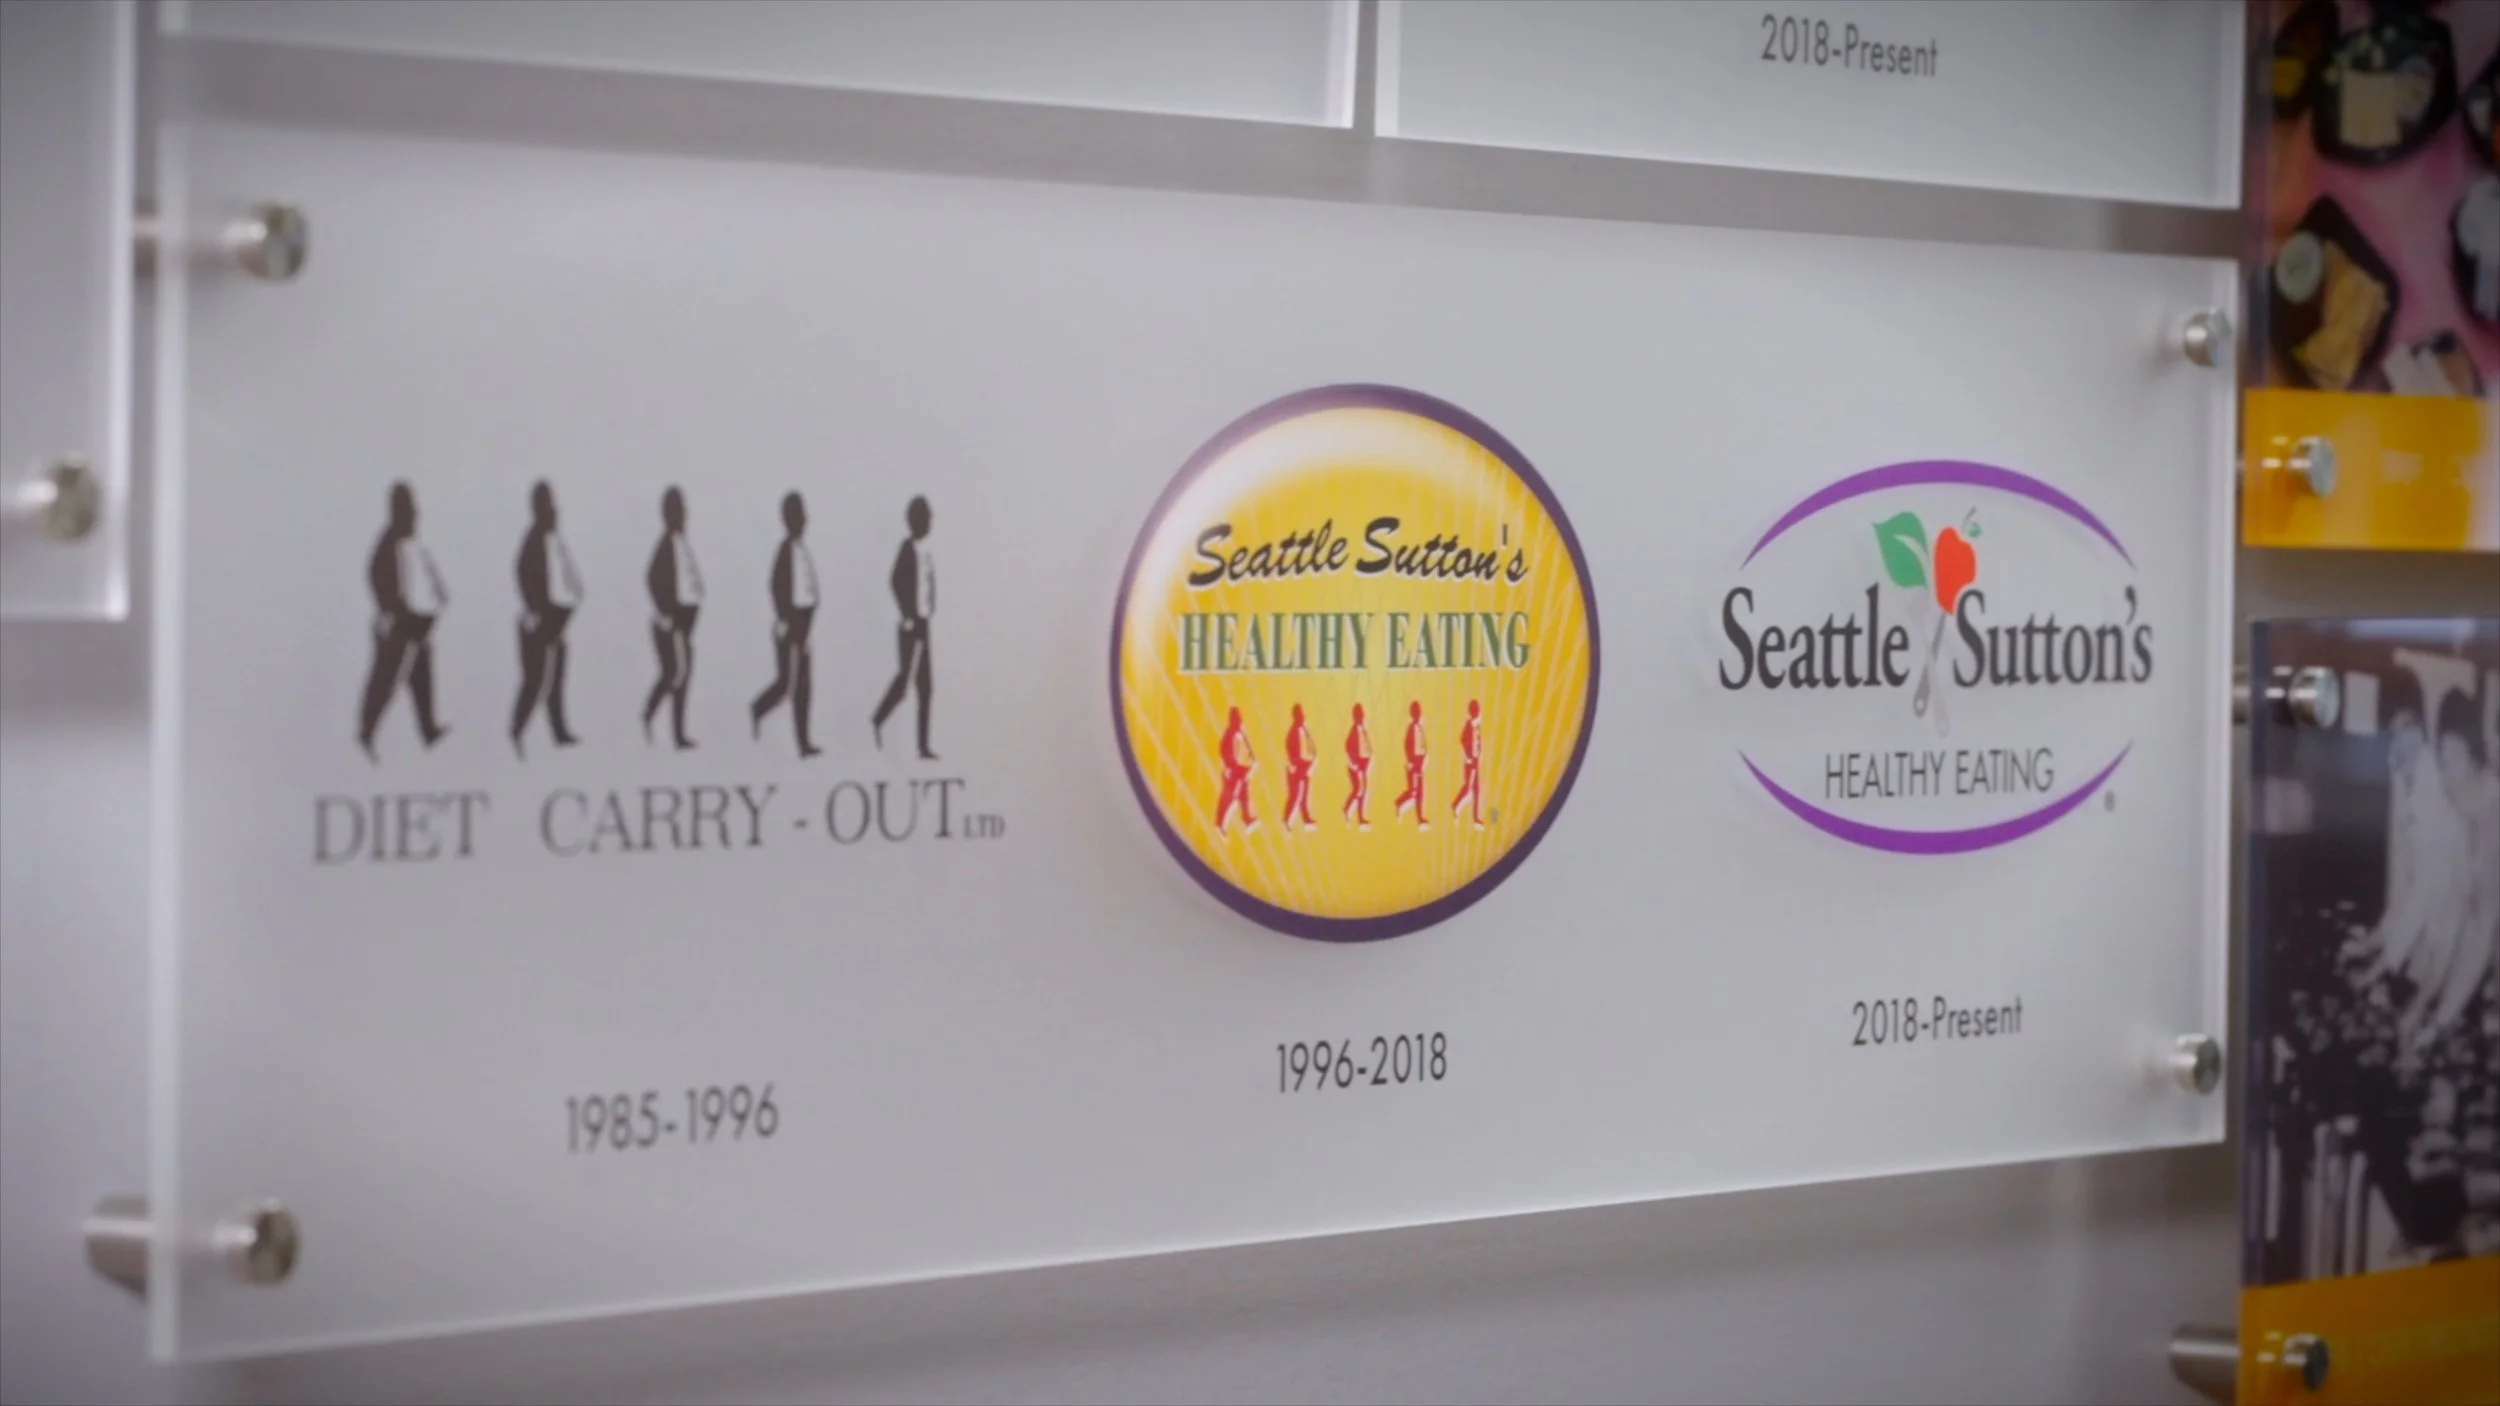 2018-Present
DIET CARRY-OUT LTD
1985-1996
Seattle Sutton's
HEALTHY EATING
®
1996-2018
Seattle Sutton's
HEALTHY EATING
®
2018-Present